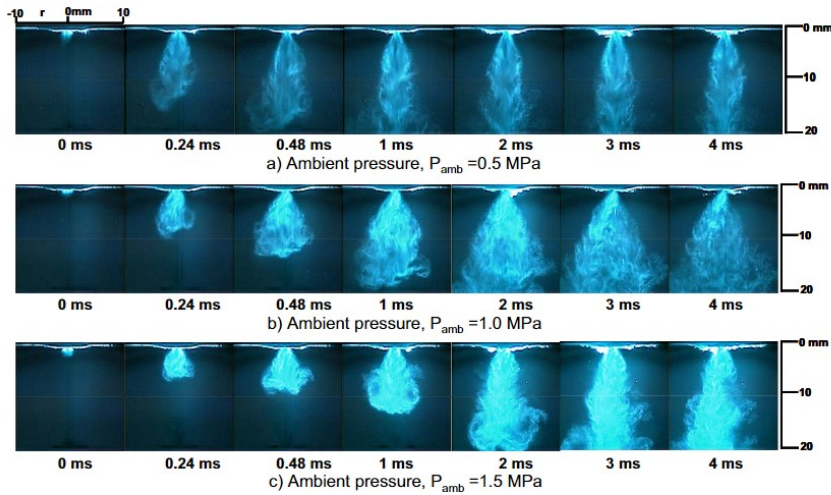 -10 r 0mm 10
0 mm
10
20
0 ms 0.24 ms 0.48 ms 1 ms 2 ms 3 ms 4 ms
a) Ambient pressure, Pamb =0.5 MPa
0 mm
10
20
0 ms 0.24 ms 0.48 ms 1 ms 2 ms 3 ms 4 ms
b) Ambient pressure, Pamb =1.0 MPa
0 mm
10
20
0 ms 0.24 ms 0.48 ms 1 ms 2 ms 3 ms 4 ms
c) Ambient pressure, Pamb =1.5 MPa